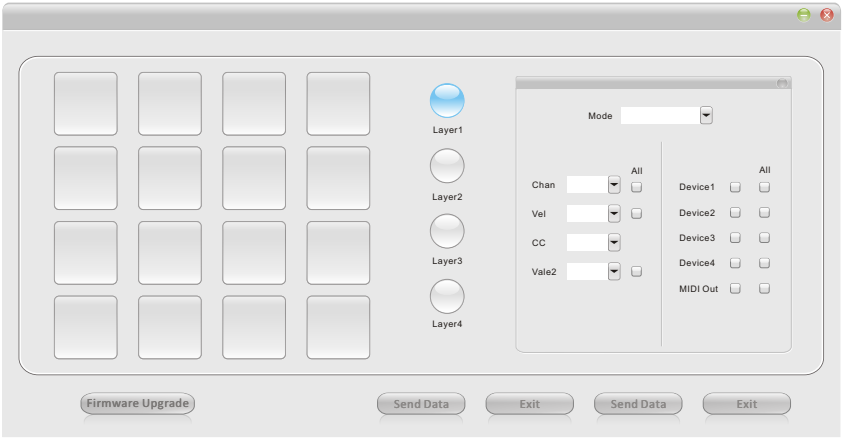 Layer1
Layer2
Layer3
Layer4
Mode
All
Chan
Vel
CC
Vale2
All
Device1
Device2
Device3
Device4
MIDI Out
Firmware Upgrade
Send Data
Exit
Send Data
Exit